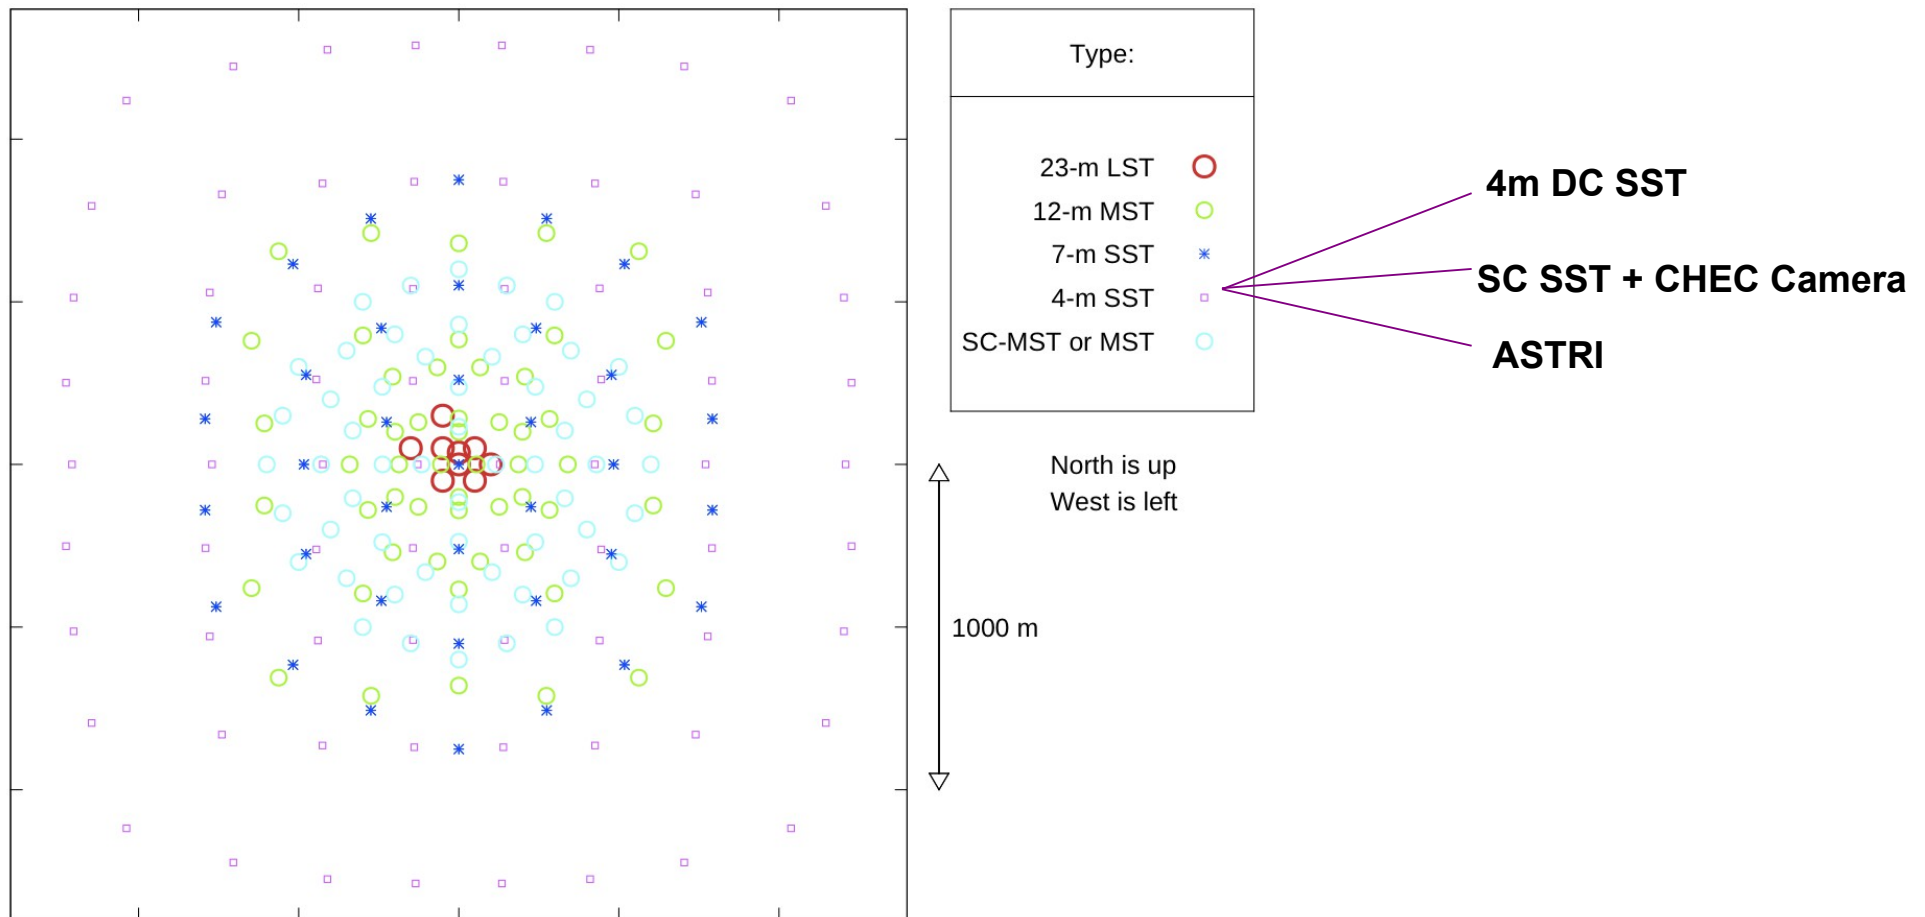 Type:
23-m LST
12-m MST
7-m SST
4-m SST
SC-MST or MST
4m DC SST
SC SST + CHEC Camera
ASTRI
North is up
West is left
1000 m